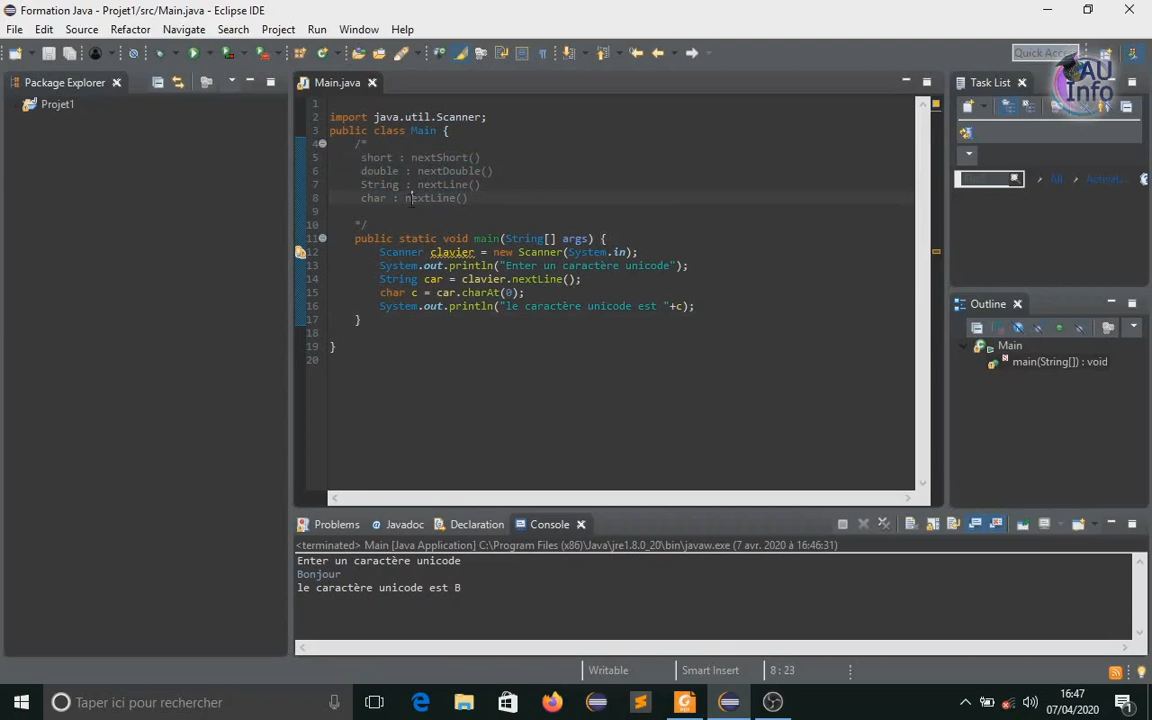 Formation Java - Projet1/src/Main.java - Eclipse IDE
File Edit Source Refactor Navigate Search Project Run Window Help
Quick Access
AU Info
Package Explorer
Projet1
Main.java
1
2 import java.util.Scanner;
3 public class Main {
4 /*
5 short : nextShort()
6 double : nextDouble()
7 String : nextLine()
8 char : nextLine()
9
10 */
11 public static void main(String[] args) {
12 Scanner clavier = new Scanner(System.in);
13 System.out.println("Enter un caractère unicode");
14 String car = clavier.nextLine();
15 char c = car.charAt(0);
16 System.out.println("le caractère unicode est "+c);
17 }
18
19 }
20
Task List
Find All Activat...
Outline
Main
main(String[]) : void
Problems Javadoc Declaration Console
<terminated> Main [Java Application] C:\Program Files (x86)\Java\jre1.8.0_20\bin\javaw.exe (7 avr. 2020 à 16:46:31)
Enter un caractère unicode
Bonjour
le caractère unicode est B
Writable Smart Insert 8 : 23
Taper ici pour rechercher
16:47
07/04/2020
1